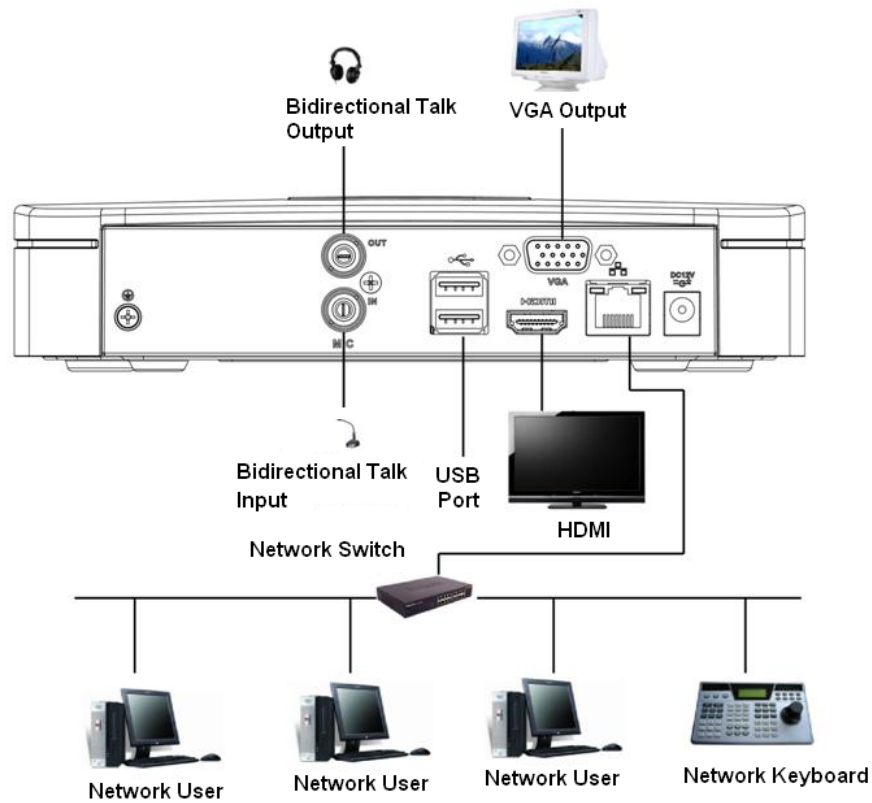 Bidirectional Talk
Output
VGA Output
OUT
IN
MIC
VGA
HDMI
DC12V
Bidirectional Talk
Input
USB
Port
HDMI
Network Switch
Network User
Network User
Network User
Network Keyboard